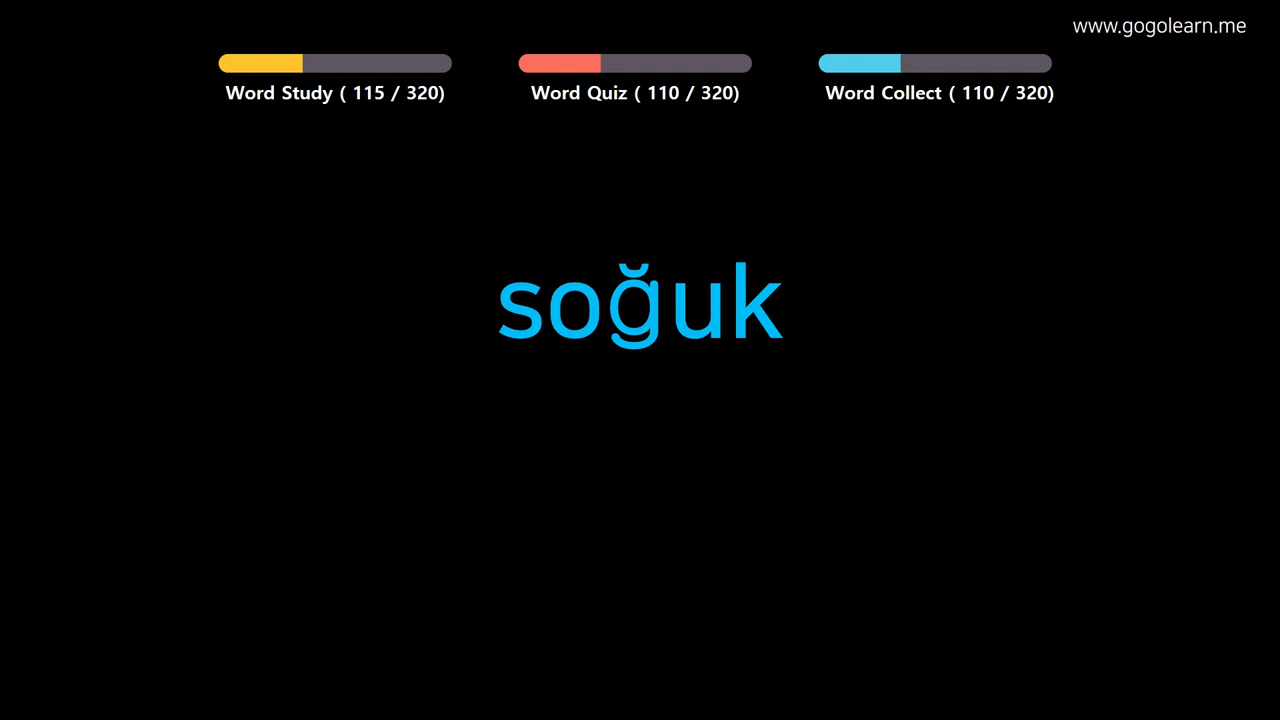 www.gogolearn.me
Word Study ( 115 / 320)
Word Quiz ( 110 / 320)
Word Collect ( 110 / 320)
soğuk